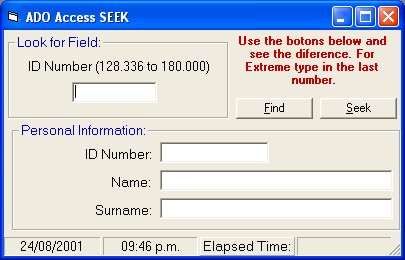 ADO Access SEEK
Look for Field:
ID Number (128.336 to 180.000)
Use the botons below and
see the diference. For
Extreme type in the last
number.
Find
Seek
Personal Information:
ID Number:
Name:
Surname:
24/08/2001
09:46 p.m.
Elapsed Time: